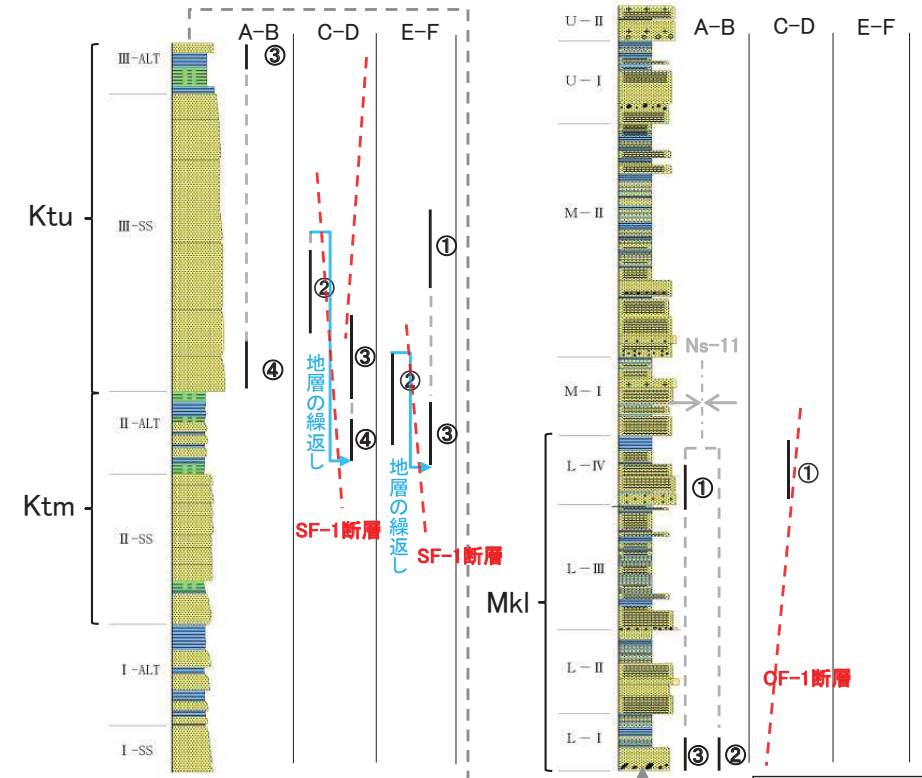 A-B
C-D
E-F
III-ALT
III-SS
II-ALT
II-SS
I-ALT
I-SS
Ktu
Ktm
③
④
②
③
④
地層の繰返し
SF-1断層
①
②
③
地層の繰返し
SF-1断層
A-B
C-D
E-F
U-II
U-I
M-II
M-I
L-IV
L-III
L-II
L-I
Mkl
Ns-11
①
③
②
①
CF-1断層